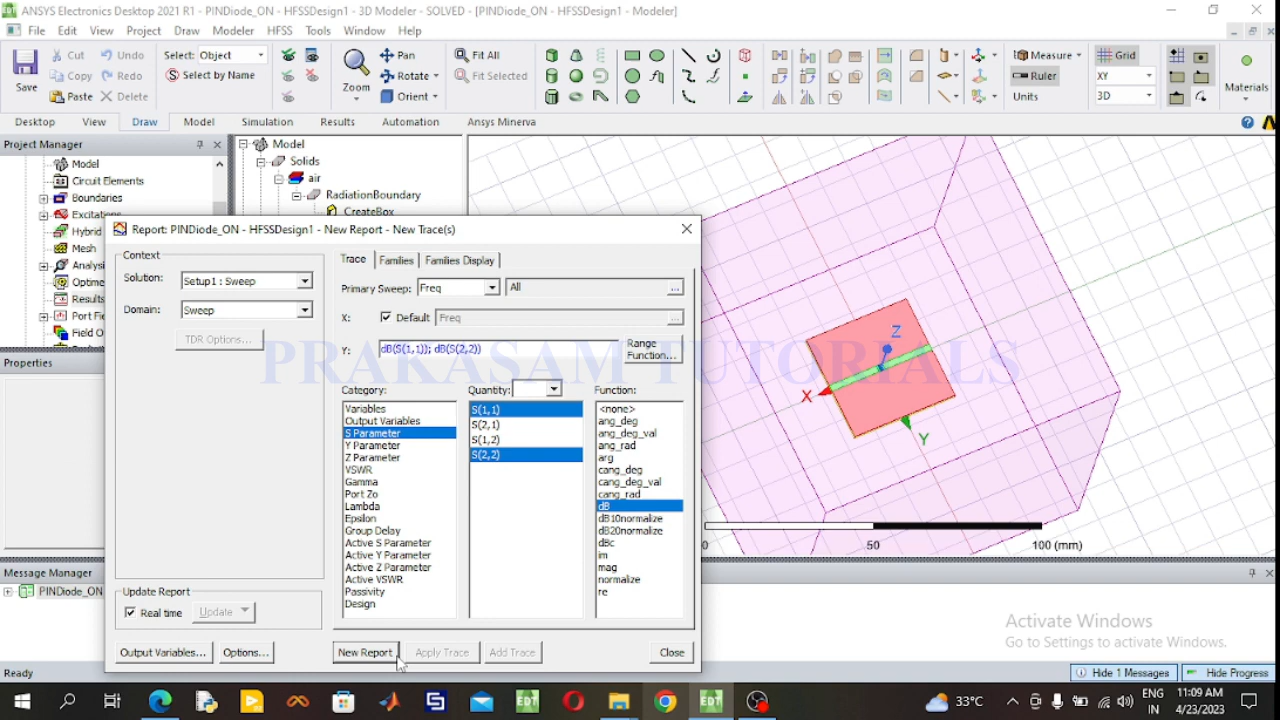 ANSYS Electronics Desktop 2021 R1 - PINDiode_ON - HFSSDesign1 - 3D Modeler - SOLVED - [PINDiode_ON - HFSSDesign1 - Modeler]
File Edit View Project Draw Modeler HFSS Tools Window Help
Save
Cut Undo
Copy Redo
Paste Delete
Select: Object
Select by Name
Zoom
Pan
Rotate
Orient
Fit All
Fit Selected
Measure
Ruler
Units
Grid
XY
3D
Materials
Desktop View Draw Model Simulation Results Automation Ansys Minerva
Project Manager
Model
Circuit Elements
Boundaries
Excitations
Hybrid
Mesh
Analysi
Optime
Results
Port Fi
Field O
Model
Solids
air
RadiationBoundary
CreateBox
Properties
Report: PINDiode_ON - HFSSDesign1 - New Report - New Trace(s)
Context
Solution: Setup1 : Sweep
Domain: Sweep
TDR Options...
Trace Families Families Display
Primary Sweep: Freq All ...
X: Default Freq ...
Y: dB(S(1,1)); dB(S(2,2))
Range Function...
Category: Quantity: Function:
Variables
Output Variables
S Parameter
Y Parameter
Z Parameter
VSWR
Gamma
Port Zo
Lambda
Epsilon
Group Delay
Active S Parameter
Active Y Parameter
Active Z Parameter
Active VSWR
Passivity
Design
S(1,1)
S(2,1)
S(1,2)
S(2,2)
<none>
ang_deg
ang_deg_val
ang_rad
arg
cang_deg
cang_deg_val
cang_rad
dB
dB10normalize
dB20normalize
dBc
im
mag
normalize
re
Update Report
Real time Update
Output Variables... Options... New Report Apply Trace Add Trace Close
PRAKASAM TUTORIALS
Z
X
Y
0 50 100 (mm)
Message Manager
PINDiode_ON
Activate Windows
Go to Settings to activate Windows.
Ready
Hide 1 Messages Hide Progress
33°C
ENG
IN
11:09 AM
4/23/2023